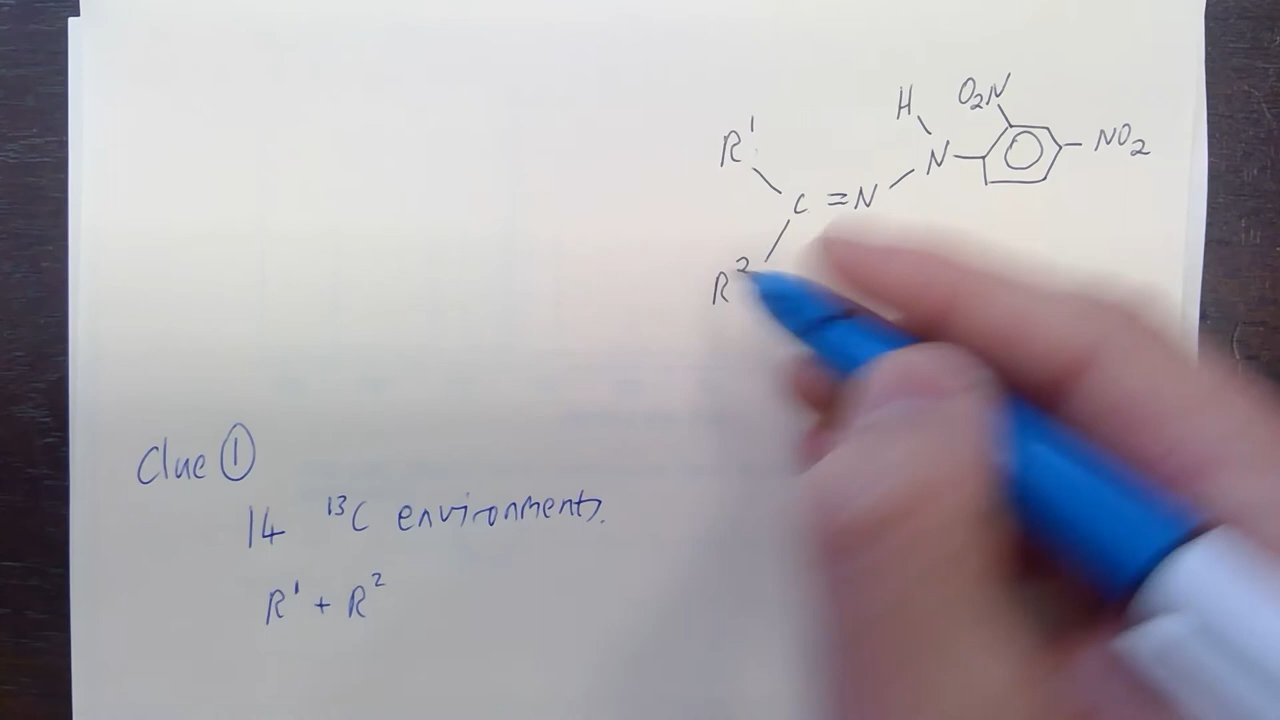 H O₂N
R¹ N NO₂
C = N
R²
Clue ①
14 ¹³C environments.
R¹ + R²